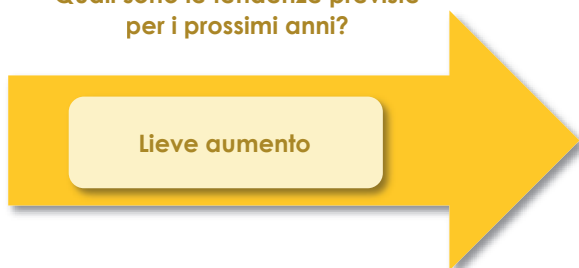 Quali sono le tendenze previste
per i prossimi anni?
Lieve aumento